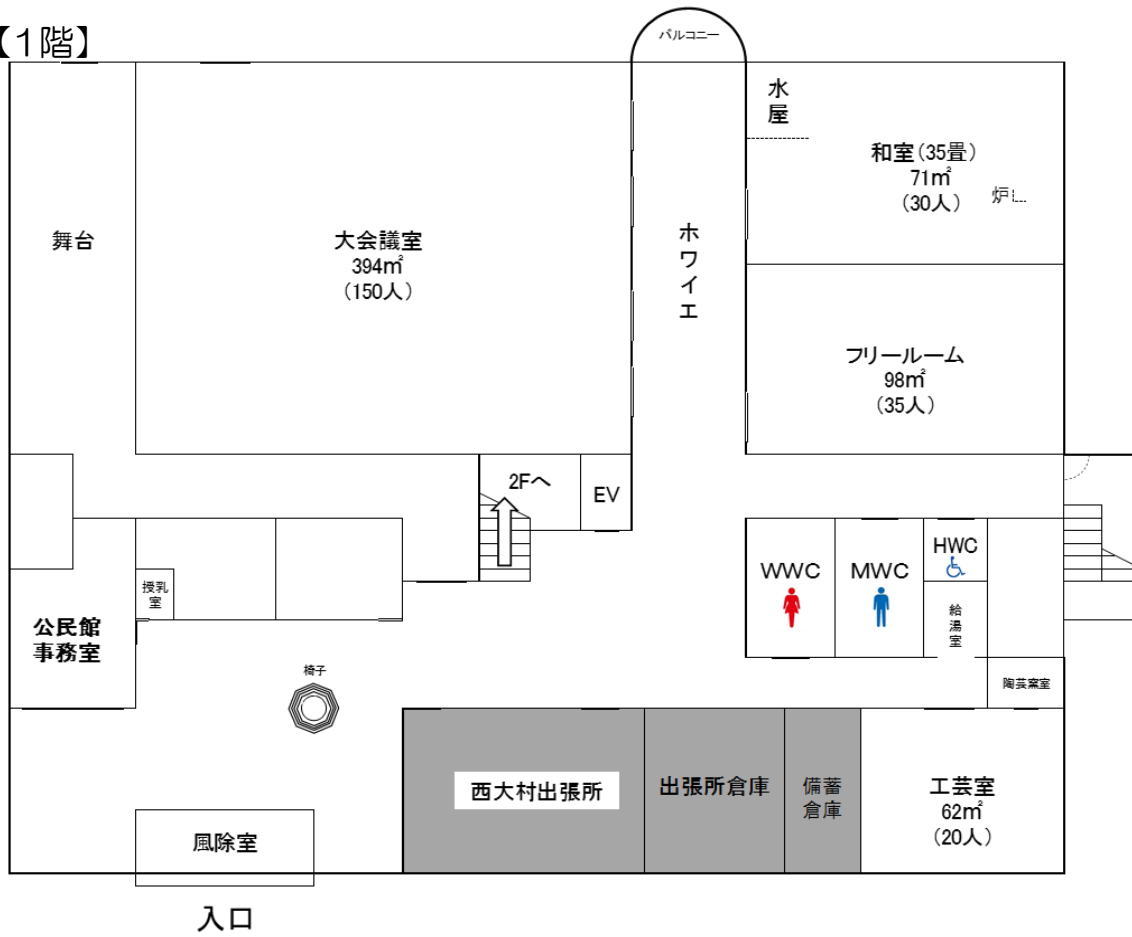 【1階】
バルコニー
水屋
和室(35畳)
71㎡
(30人)
炉
舞台
大会議室
394㎡
(150人)
ホワイエ
フリールーム
98㎡
(35人)
2Fへ
EV
WWC
MWC
HWC
授乳
室
給湯室
公民館
事務室
椅子
陶芸窯室
西大村出張所
出張所倉庫
備蓄
倉庫
工芸室
62㎡
(20人)
風除室
入口